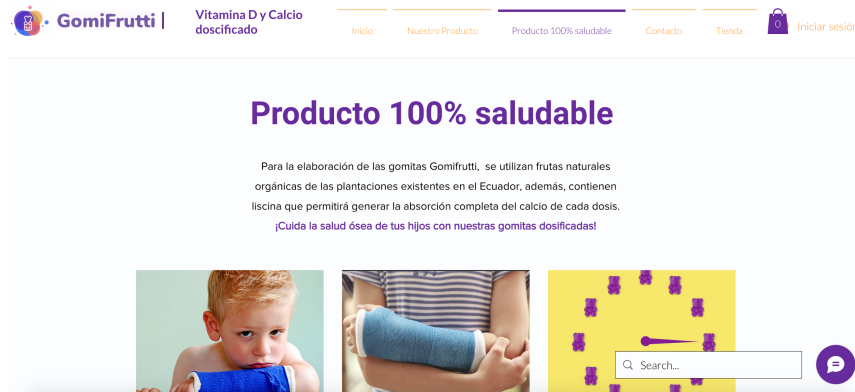 GomiFrutti
Vitamina D y Calcio
doscificado
Inicio
Nuestro Producto
Producto 100% saludable
Contacto
Tienda
0
Iniciar sesión
Producto 100% saludable
Para la elaboración de las gomitas Gomifrutti, se utilizan frutas naturales
orgánicas de las plantaciones existentes en el Ecuador, además, contienen
liscina que permitirá generar la absorción completa del calcio de cada dosis.
¡Cuida la salud ósea de tus hijos con nuestras gomitas dosificadas!
Search...